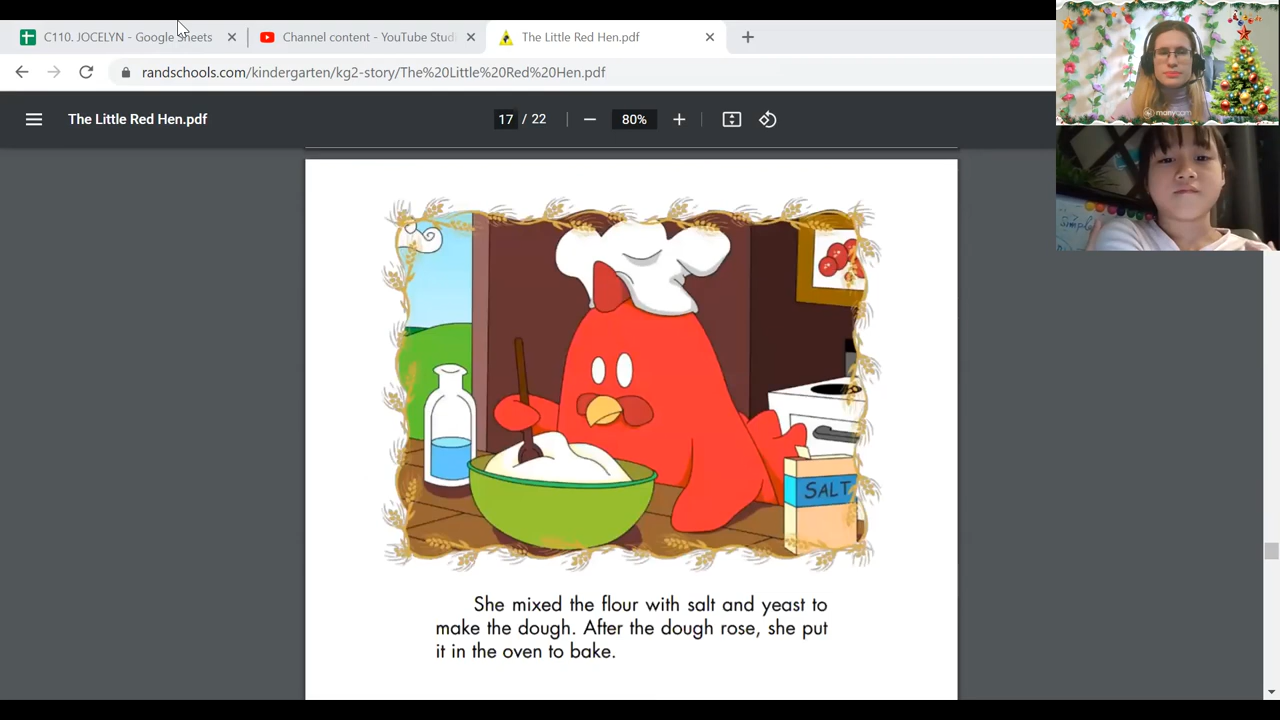 C110. JOCELYN - Google Sheets
Channel content - YouTube Studi
The Little Red Hen.pdf
randschools.com/kindergarten/kg2-story/The%20Little%20Red%20Hen.pdf
The Little Red Hen.pdf
17 / 22
80%
manycam
Simple
SALT
She mixed the flour with salt and yeast to
make the dough. After the dough rose, she put
it in the oven to bake.